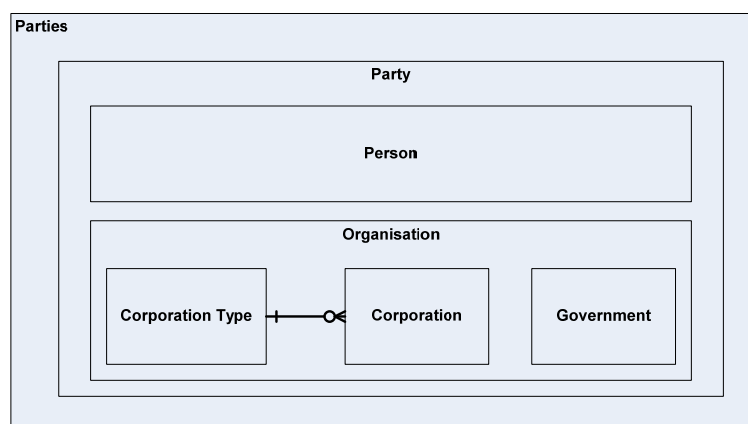 Parties
Party
Person
Organisation
Corporation Type
Corporation
Government